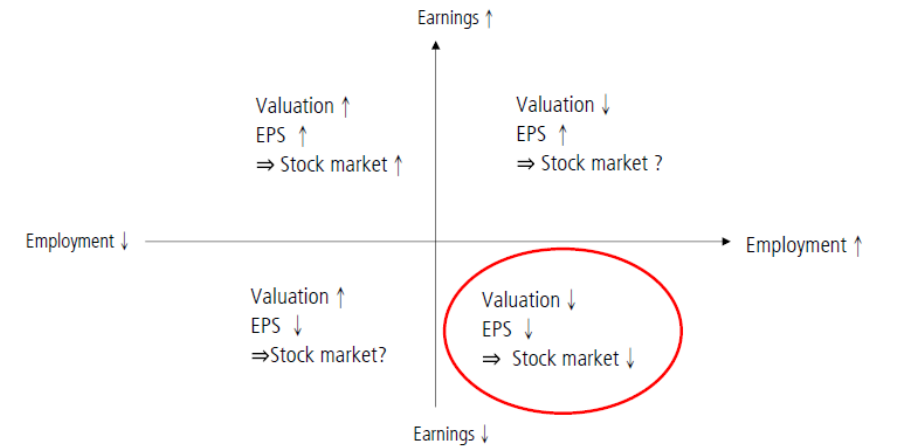 Earnings ↑
Valuation ↑
EPS ↑
⇒ Stock market ↑
Valuation ↓
EPS ↑
⇒ Stock market ?
Employment ↓
Employment ↑
Valuation ↑
EPS ↓
⇒Stock market?
Valuation ↓
EPS ↓
⇒ Stock market ↓
Earnings ↓